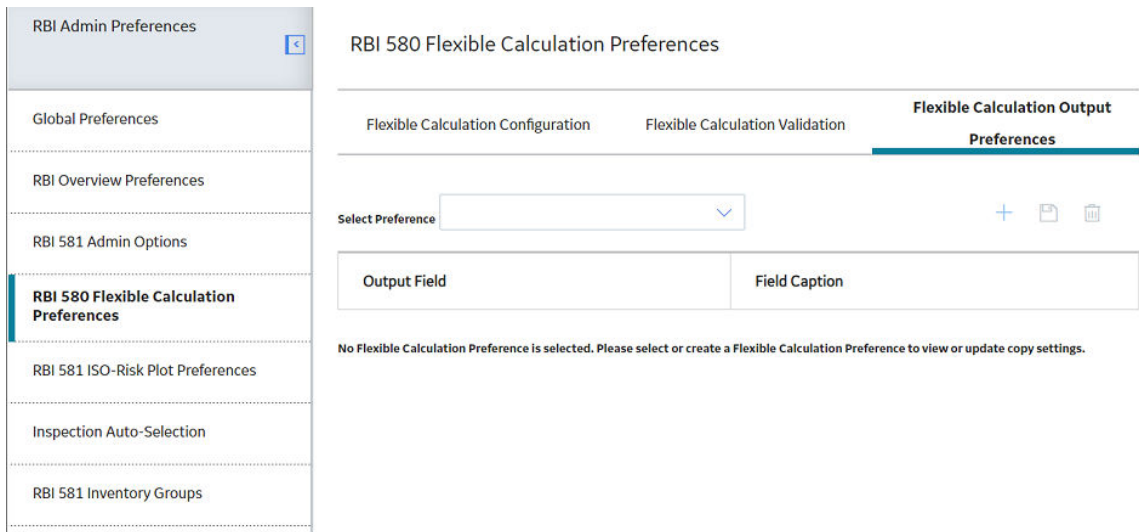 RBI Admin Preferences
Global Preferences
RBI Overview Preferences
RBI 581 Admin Options
RBI 580 Flexible Calculation
Preferences
RBI 581 ISO-Risk Plot Preferences
Inspection Auto-Selection
RBI 581 Inventory Groups
RBI 580 Flexible Calculation Preferences
Flexible Calculation Configuration
Flexible Calculation Validation
Flexible Calculation Output
Preferences
Select Preference
Output Field
Field Caption
No Flexible Calculation Preference is selected. Please select or create a Flexible Calculation Preference to view or update copy settings.